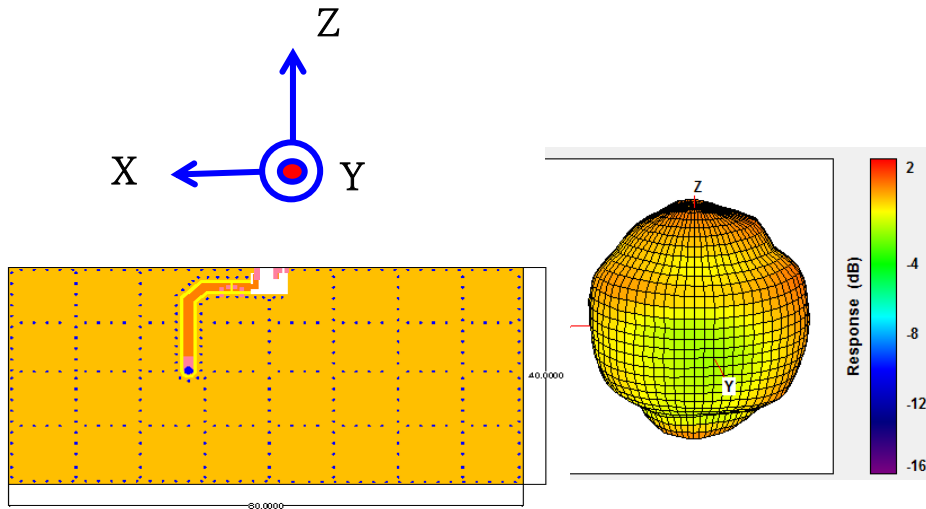 Z
X
Y
40.0000
80.0000
Z
Y
Response (dB)
2
-4
-8
-12
-16